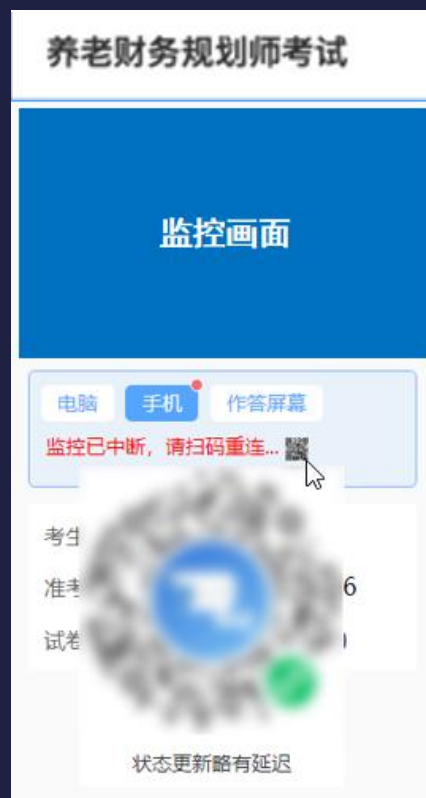 养老财务规划师考试
监控画面
电脑 手机 作答屏幕
监控已中断，请扫码重连...
考生
准考 6
试卷
状态更新略有延迟